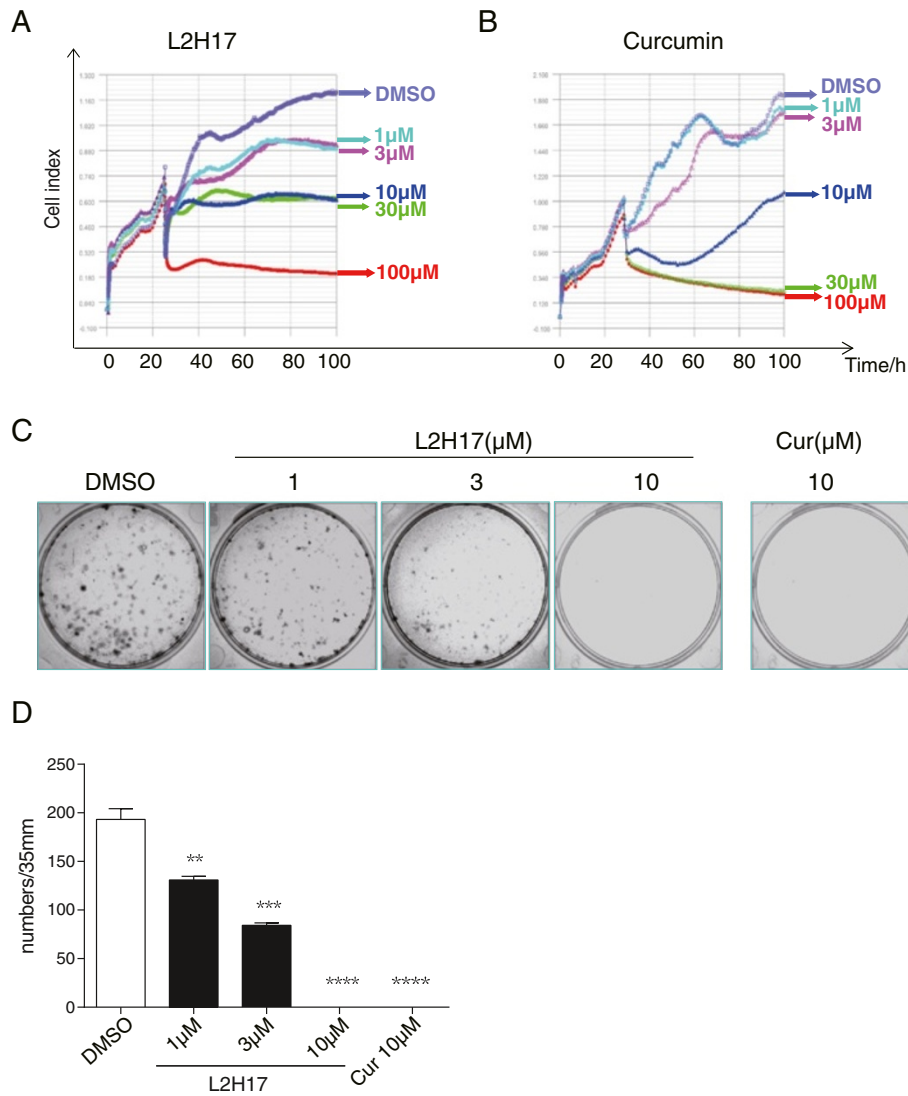 A
L2H17
B
Curcumin
Cell index
DMSO
1μM
3μM
10μM
30μM
100μM
DMSO
1μM
3μM
10μM
30μM
100μM
0 20 40 60 80 100
0 20 40 60 80 100
Time/h
C
L2H17(μM)
Cur(μM)
DMSO 1 3 10 10
D
numbers/35mm
250
200
150
100
50
0
**
***
****
****
DMSO
1μM
3μM
10μM
Cur 10μM
L2H17